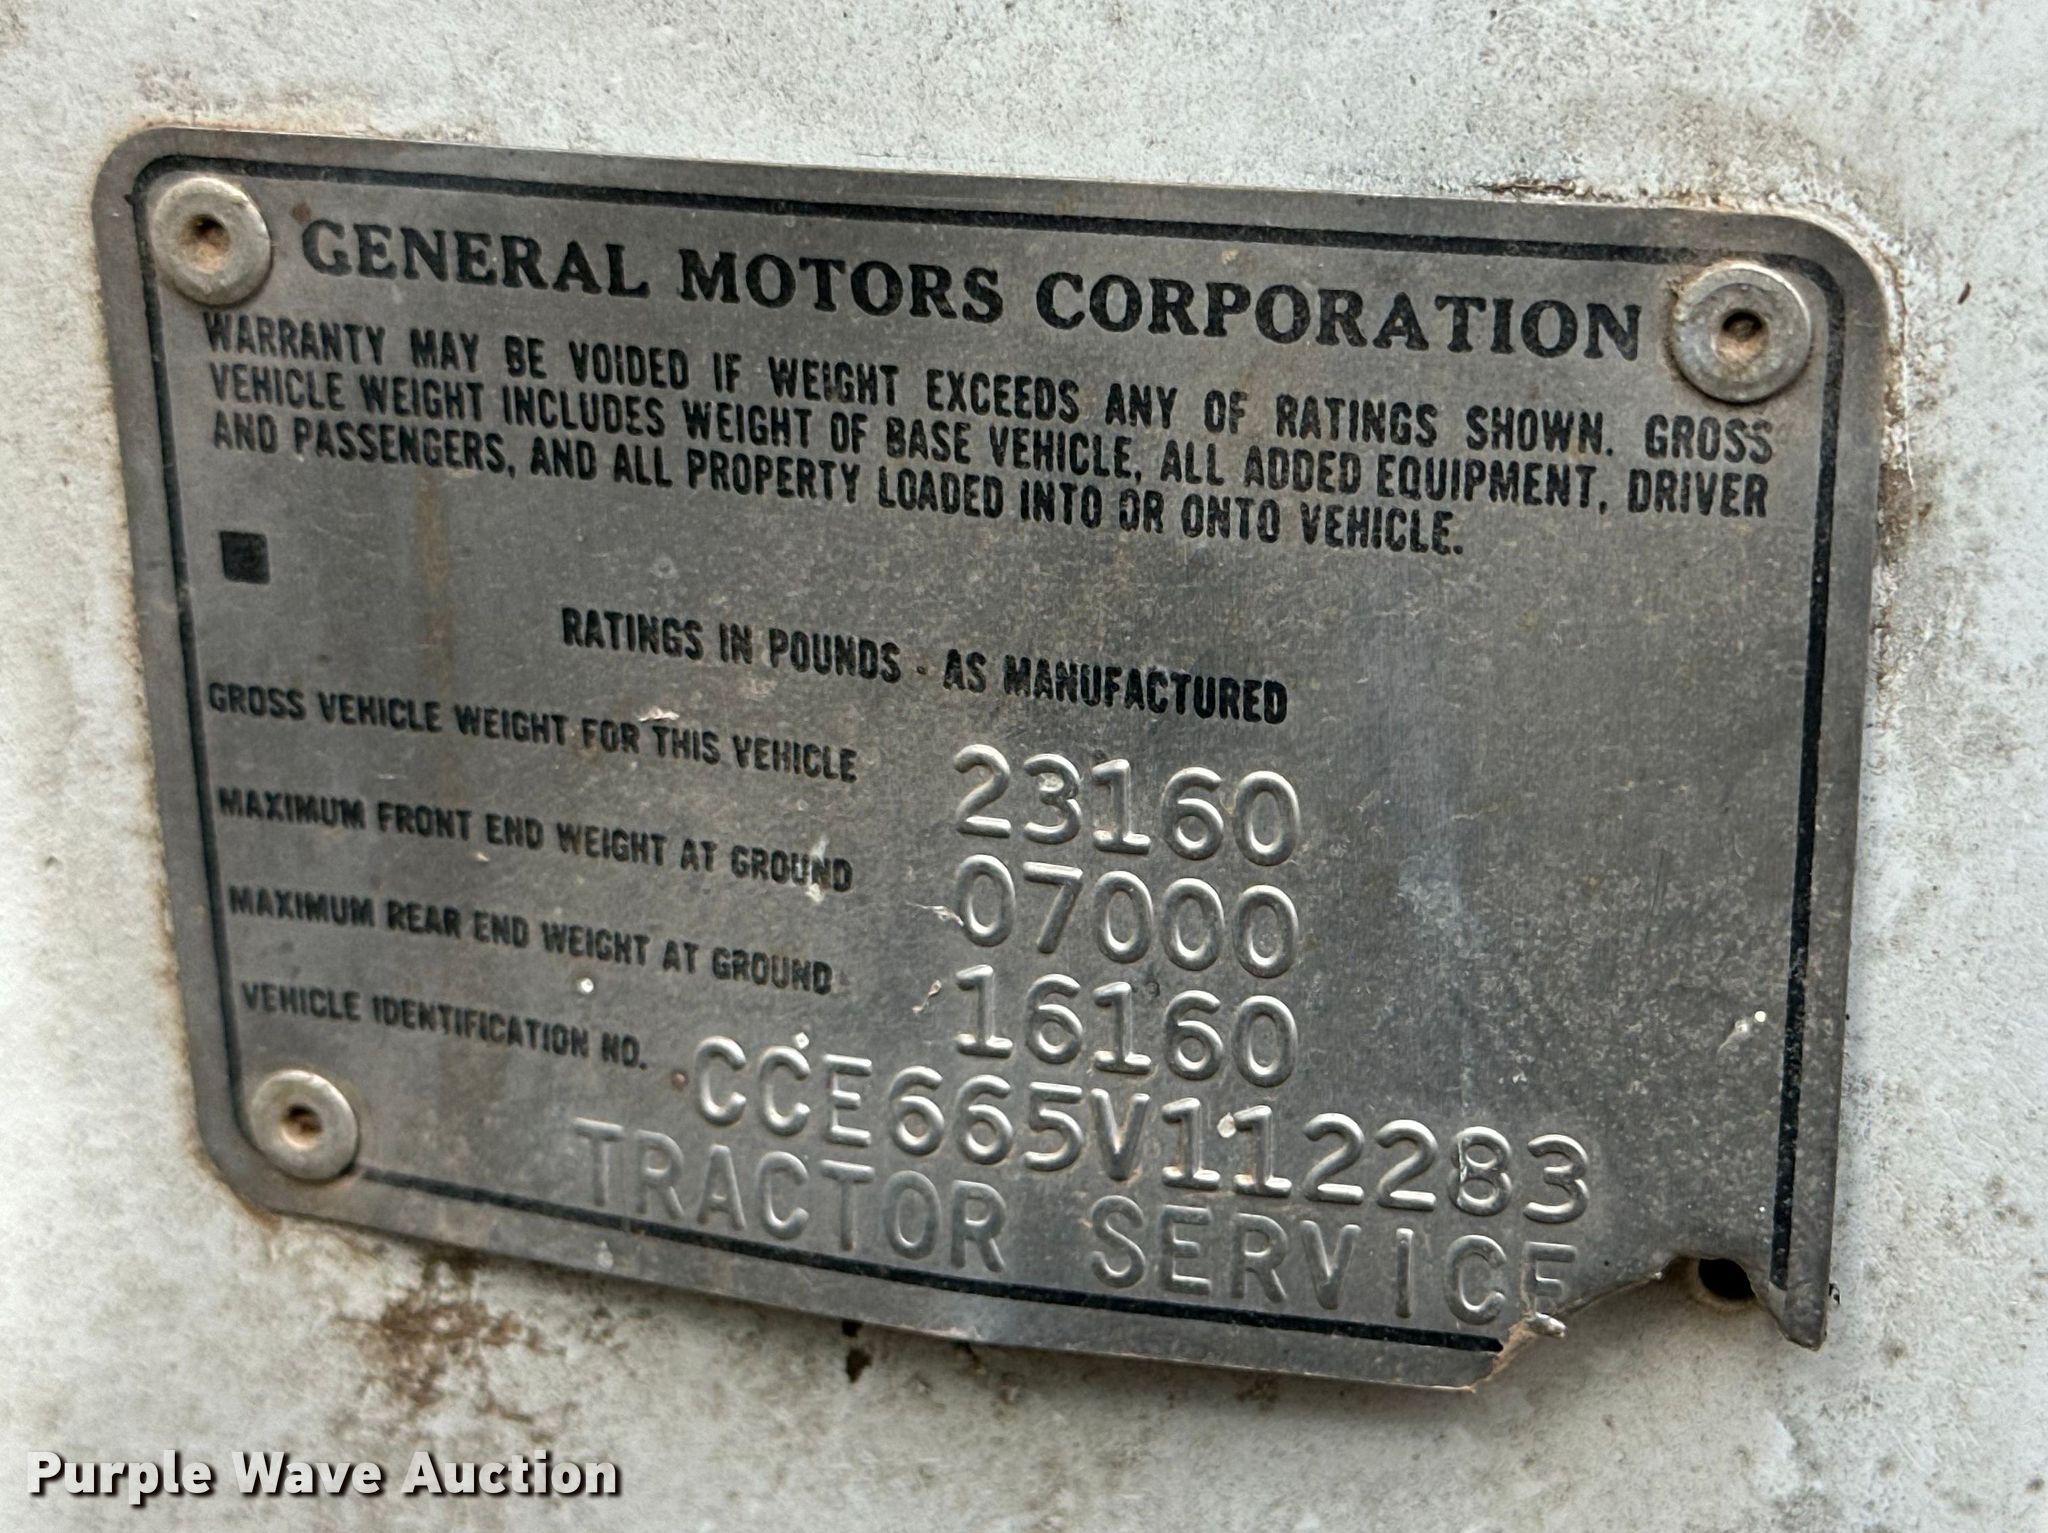 GENERAL MOTORS CORPORATION
WARRANTY MAY BE VOIDED IF WEIGHT EXCEEDS ANY OF RATINGS SHOWN. GROSS
VEHICLE WEIGHT INCLUDES WEIGHT OF BASE VEHICLE, ALL ADDED EQUIPMENT, DRIVER
AND PASSENGERS, AND ALL PROPERTY LOADED INTO OR ONTO VEHICLE.
RATINGS IN POUNDS - AS MANUFACTURED
GROSS VEHICLE WEIGHT FOR THIS VEHICLE 23160
MAXIMUM FRONT END WEIGHT AT GROUND 07000
MAXIMUM REAR END WEIGHT AT GROUND 16160
VEHICLE IDENTIFICATION NO. CCE665V112283
TRACTOR SERVICE
Purple Wave Auction